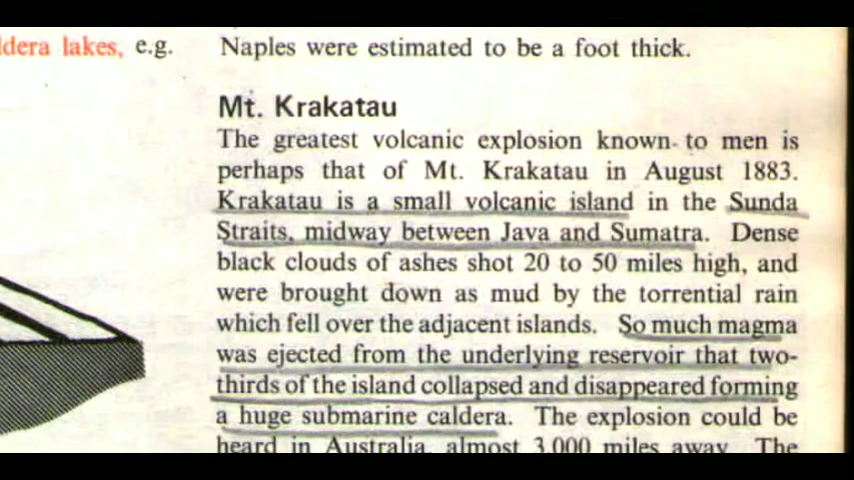 dera lakes, e.g.
Naples were estimated to be a foot thick.
Mt. Krakatau
The greatest volcanic explosion known to men is
perhaps that of Mt. Krakatau in August 1883.
Krakatau is a small volcanic island in the Sunda
Straits, midway between Java and Sumatra. Dense
black clouds of ashes shot 20 to 50 miles high, and
were brought down as mud by the torrential rain
which fell over the adjacent islands. So much magma
was ejected from the underlying reservoir that two-
thirds of the island collapsed and disappeared forming
a huge submarine caldera. The explosion could be
heard in Australia, almost 3,000 miles away. The